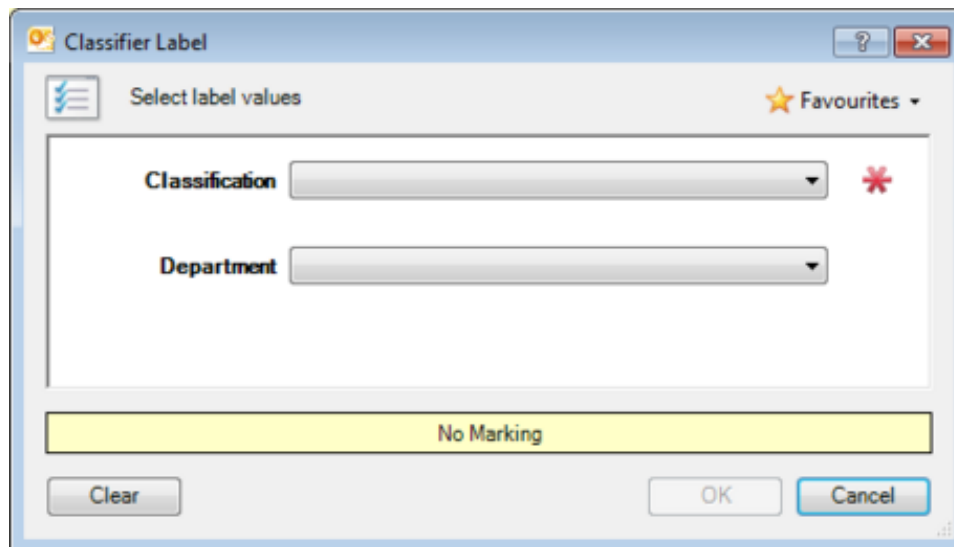 Classifier Label
Select label values
Favourites
Classification
Department
No Marking
Clear
OK
Cancel